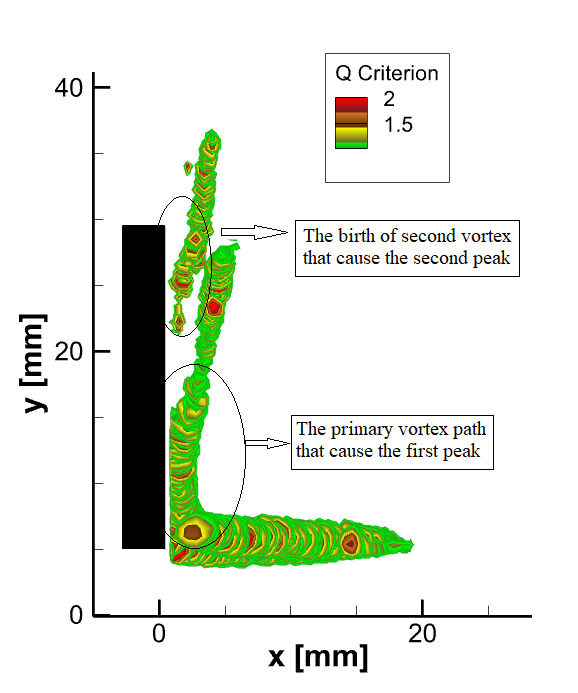 Q Criterion
2
1.5
40
The birth of second vortex
that cause the second peak
20
y [mm]
The primary vortex path
that cause the first peak
0
0 20
x [mm]